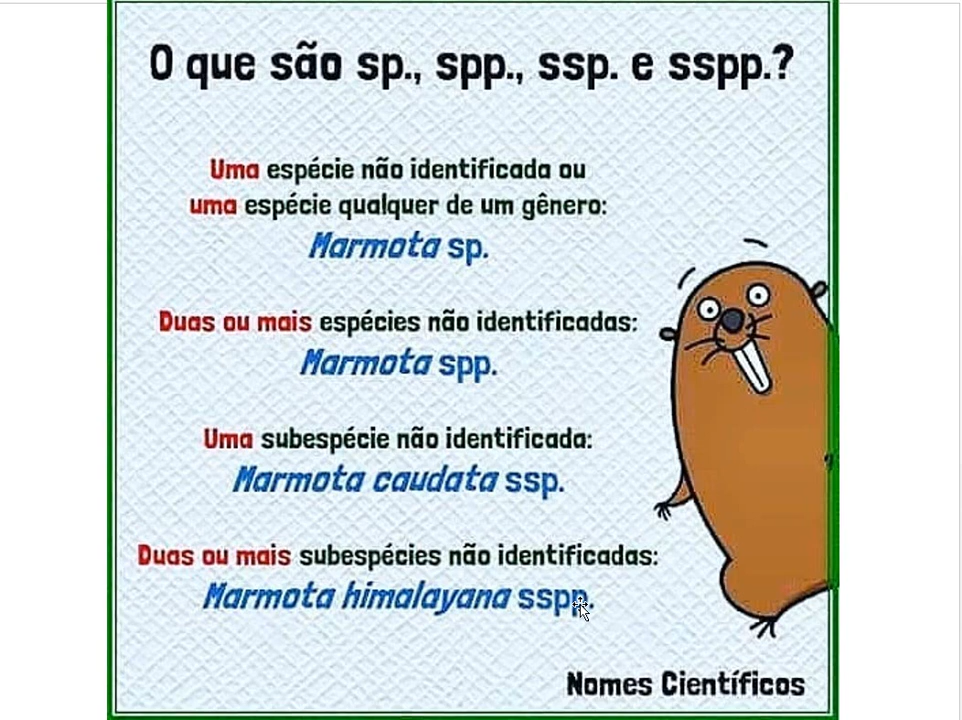 O que são sp., spp., ssp. e sspp.?
Uma espécie não identificada ou
uma espécie qualquer de um gênero:
Marmota sp.
Duas ou mais espécies não identificadas:
Marmota spp.
Uma subespécie não identificada:
Marmota caudata ssp.
Duas ou mais subespécies não identificadas:
Marmota himalayana sspp.
Nomes Científicos